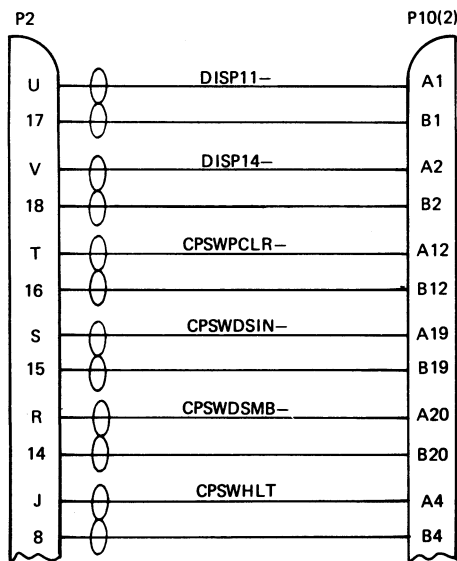 P2 P10(2)
U DISP11— A1
17 B1
V DISP14— A2
18 B2
T CPSWPCLR— A12
16 B12
S CPSWDSIN— A19
15 B19
R CPSWDSMB— A20
14 B20
J CPSWHLT A4
8 B4